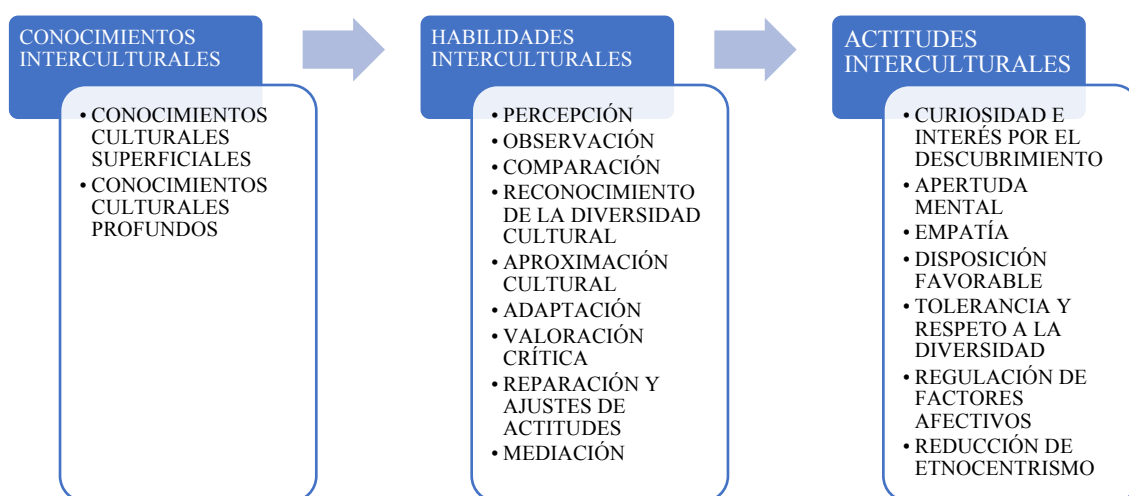 CONOCIMIENTOS
INTERCULTURALES
• CONOCIMIENTOS
CULTURALES
SUPERFICIALES
• CONOCIMIENTOS
CULTURALES
PROFUNDOS
HABILIDADES
INTERCULTURALES
• PERCEPCIÓN
• OBSERVACIÓN
• COMPARACIÓN
• RECONOCIMIENTO
DE LA DIVERSIDAD
CULTURAL
• APROXIMACIÓN
CULTURAL
• ADAPTACIÓN
• VALORACIÓN
CRÍTICA
• REPARACIÓN Y
AJUSTES DE
ACTITUDES
• MEDIACIÓN
ACTITUDES
INTERCULTURALES
• CURIOSIDAD E
INTERÉS POR EL
DESCUBRIMIENTO
• APERTUDA
MENTAL
• EMPATÍA
• DISPOSICIÓN
FAVORABLE
• TOLERANCIA Y
RESPETO A LA
DIVERSIDAD
• REGULACIÓN DE
FACTORES
AFECTIVOS
• REDUCCIÓN DE
ETNOCENTRISMO